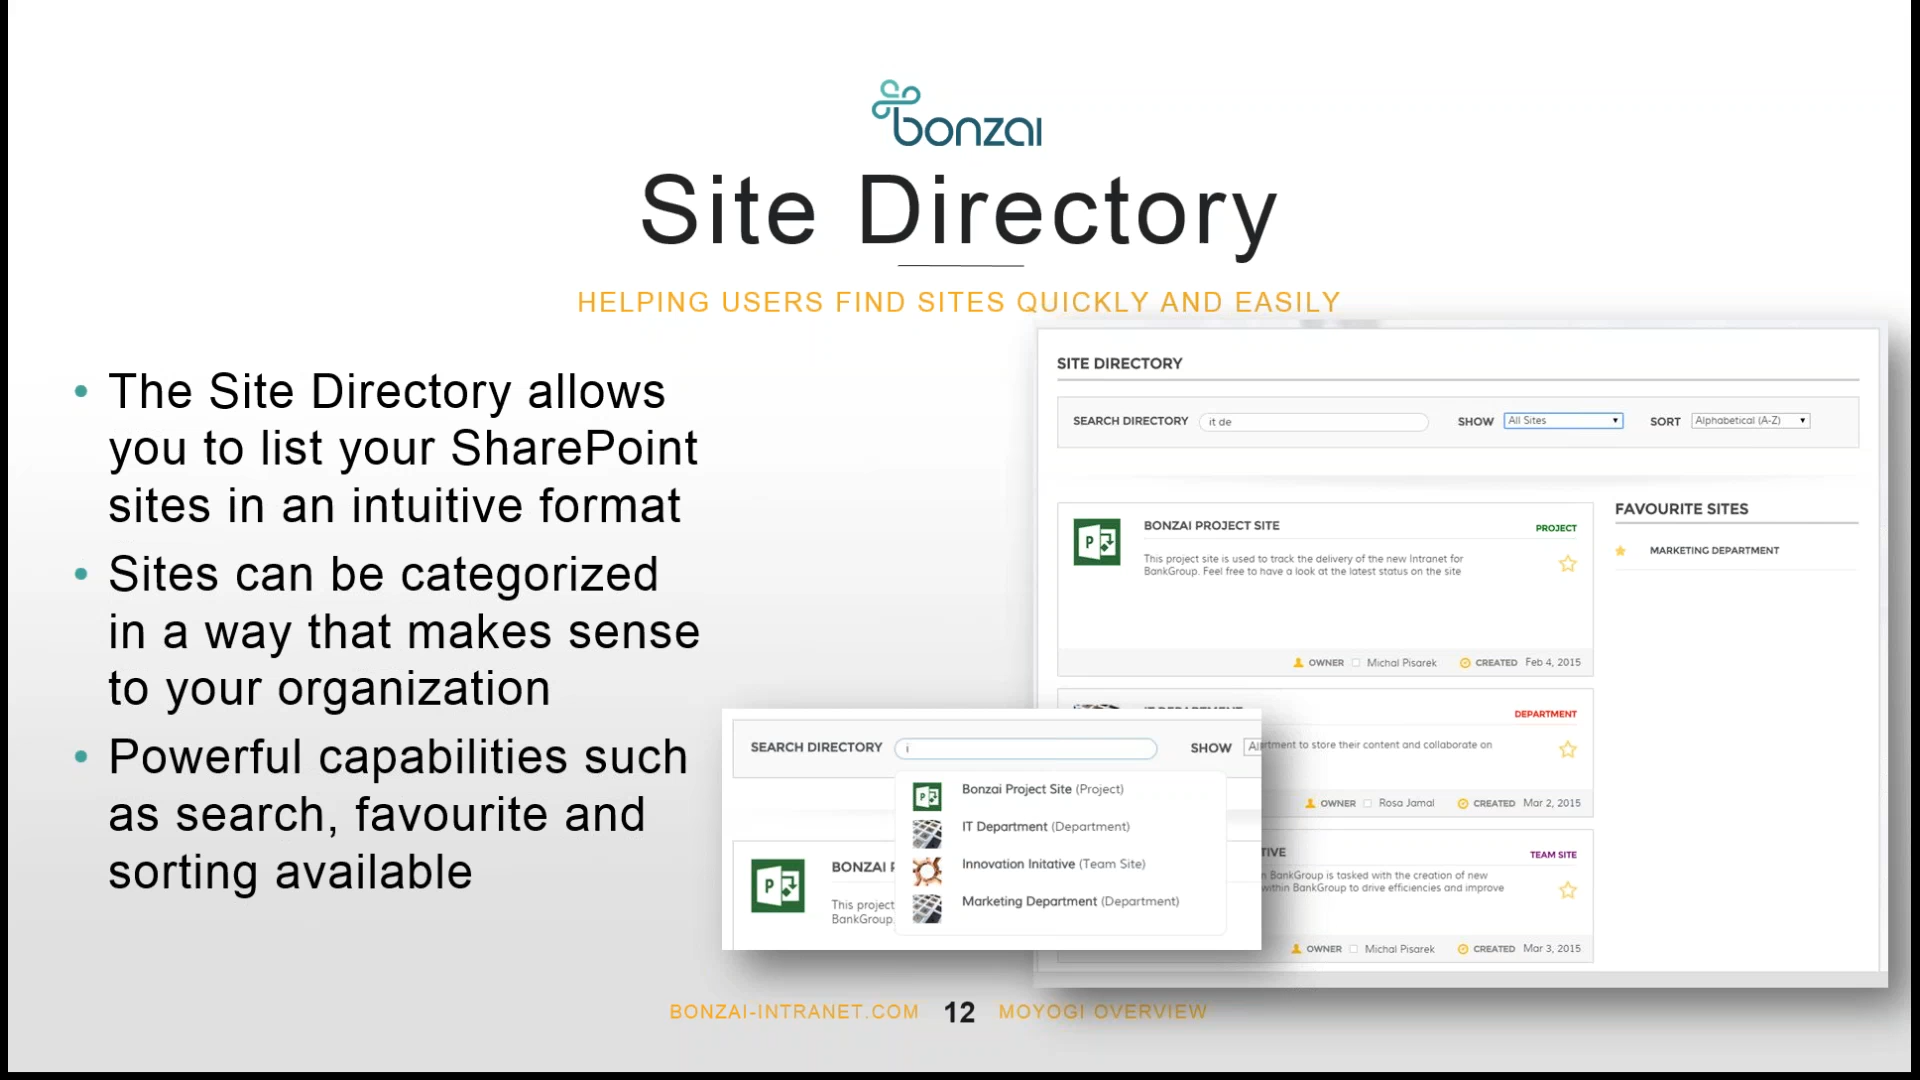 bonzai
Site Directory
HELPING USERS FIND SITES QUICKLY AND EASILY
• The Site Directory allows
you to list your SharePoint
sites in an intuitive format
• Sites can be categorized
in a way that makes sense
to your organization
• Powerful capabilities such
as search, favourite and
sorting available
SITE DIRECTORY
SEARCH DIRECTORY it de SHOW All Sites SORT Alphabetical (A-Z)
BONZAI PROJECT SITE PROJECT
This project site is used to track the delivery of the new Intranet for
BankGroup. Feel free to have a look at the latest status on the site
OWNER Michal Pisarek CREATED Feb 4, 2015
FAVOURITE SITES
MARKETING DEPARTMENT
DEPARTMENT
to store their content and collaborate on
OWNER Rosa Jamal CREATED Mar 2, 2015
TEAM SITE
BankGroup is tasked with the creation of new
within BankGroup to drive efficiencies and improve
OWNER Michal Pisarek CREATED Mar 3, 2015
SEARCH DIRECTORY i SHOW
Bonzai Project Site (Project)
IT Department (Department)
Innovation Initative (Team Site)
Marketing Department (Department)
BONZAI
This project
BankGroup.
BONZAI-INTRANET.COM 12 MOYOGI OVERVIEW